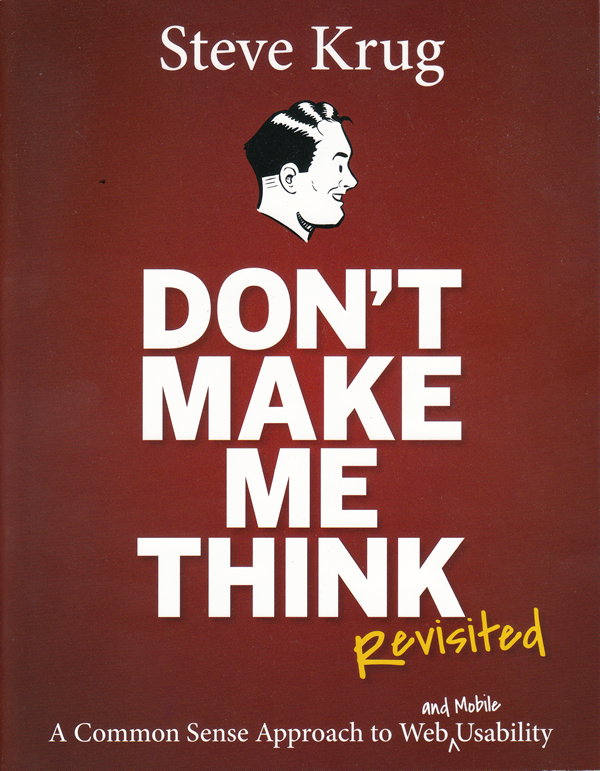 Steve Krug
DON'T
MAKE
ME
THINK
Revisited
and Mobile
A Common Sense Approach to Web Usability